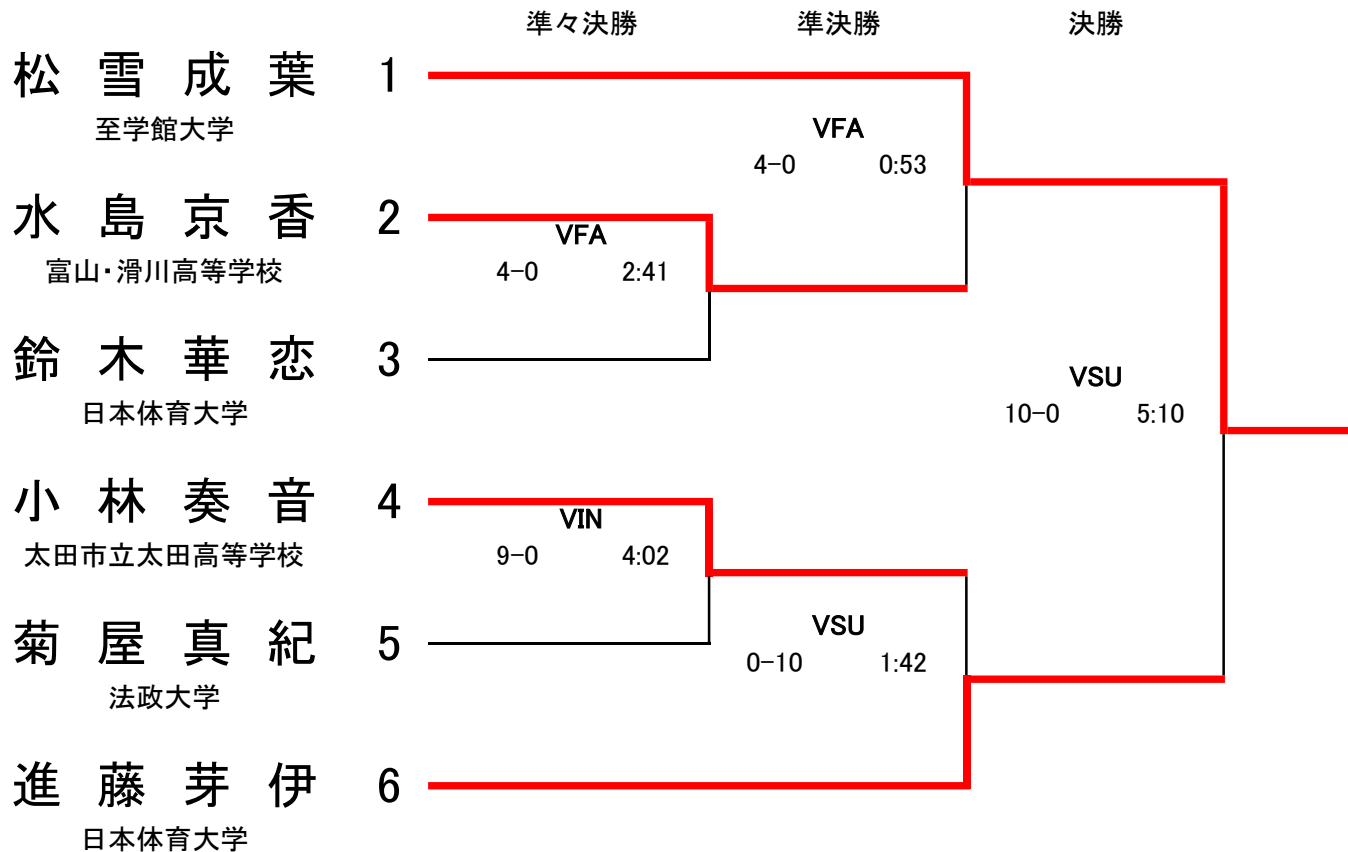 準々決勝 準決勝 決勝
松雪成葉 1
至学館大学
VFA
4-0 0:53
水島京香 2
VFA
富山・滑川高等学校 4-0 2:41
鈴木華恋 3
VSU
日本体育大学 10-0 5:10
小林奏音 4
VIN
太田市立太田高等学校 9-0 4:02
菊屋真紀 5
VSU
0-10 1:42
法政大学
進藤芽伊 6
日本体育大学